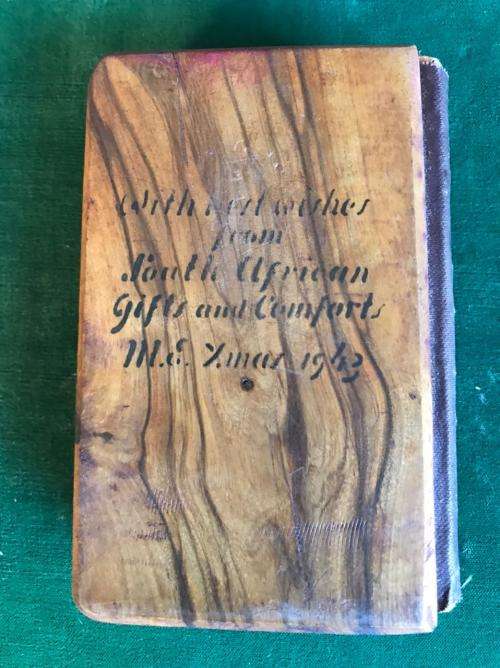 With best wishes
from
South African
Gifts and Comforts
M.E. Xmas 1943